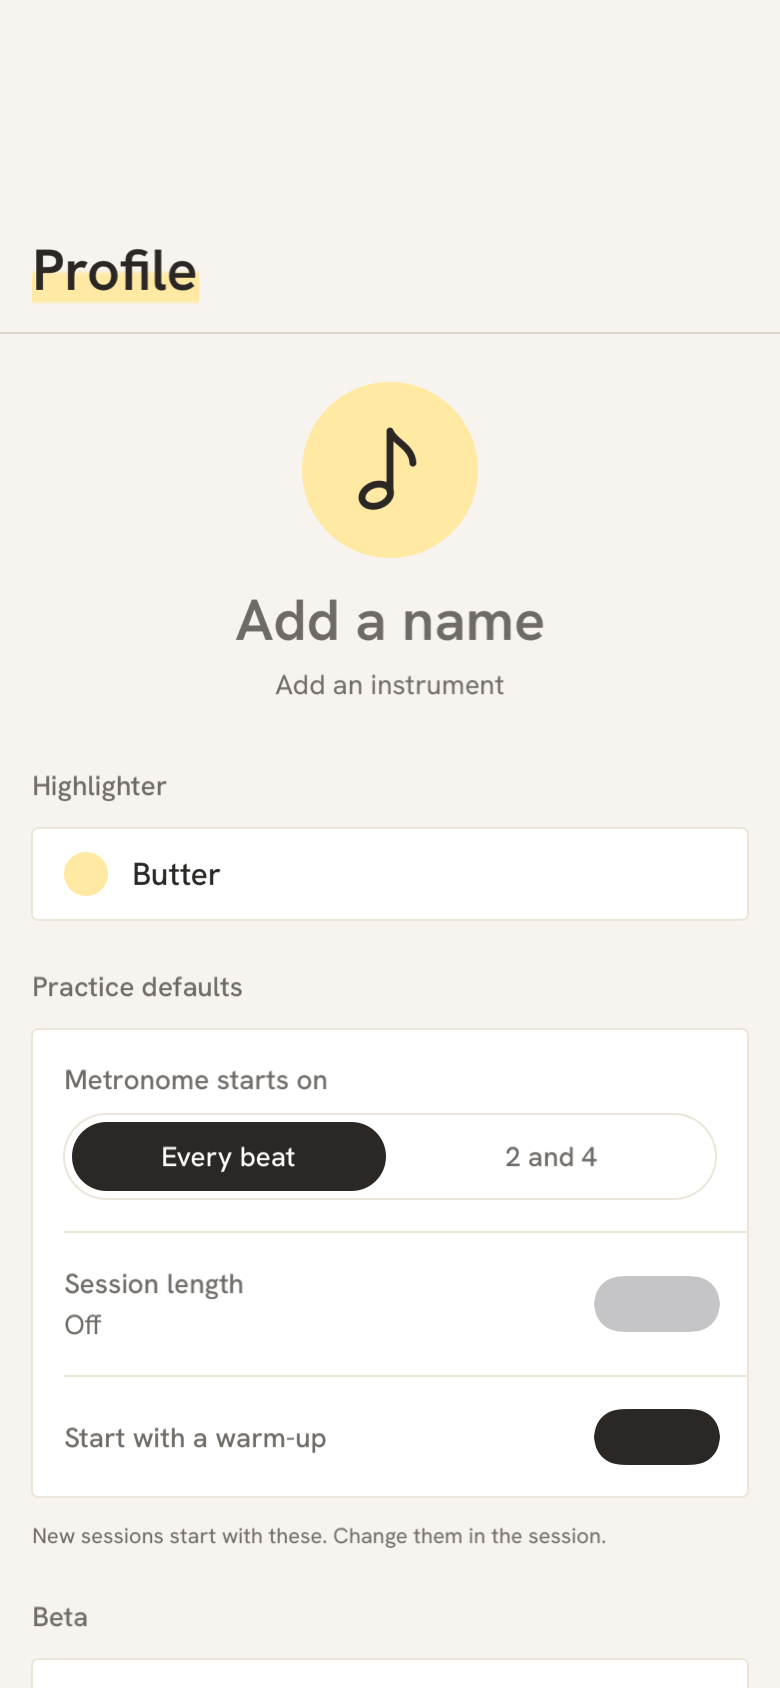 Profile
Add a name
Add an instrument
Highlighter
Butter
Practice defaults
Metronome starts on
Every beat
2 and 4
Session length
Off
Start with a warm-up
New sessions start with these. Change them in the session.
Beta